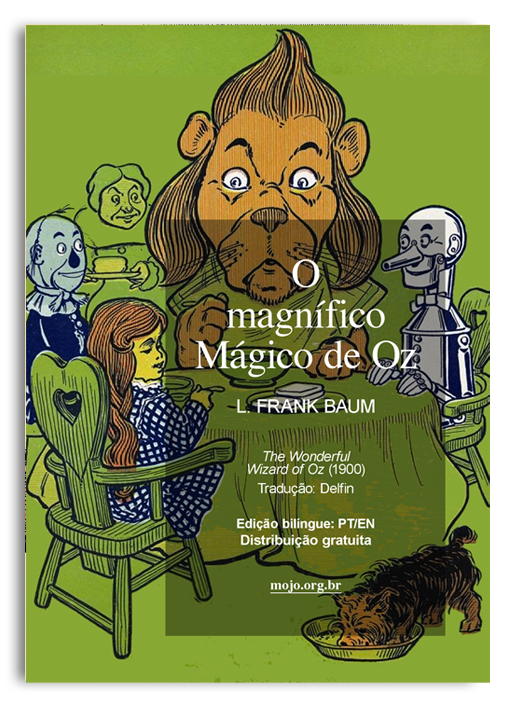 O
magnífico
Mágico de Oz
L. FRANK BAUM
The Wonderful
Wizard of Oz (1900)
Tradução: Delfin
Edição bilingue: PT/EN
Distribuição gratuita
mojo.org.br